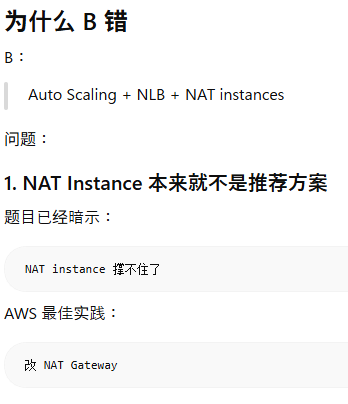 为什么 B 错
B：
Auto Scaling + NLB + NAT instances
问题：
1. NAT Instance 本来就不是推荐方案
题目已经暗示：
NAT instance 撑不住了
AWS 最佳实践：
改 NAT Gateway